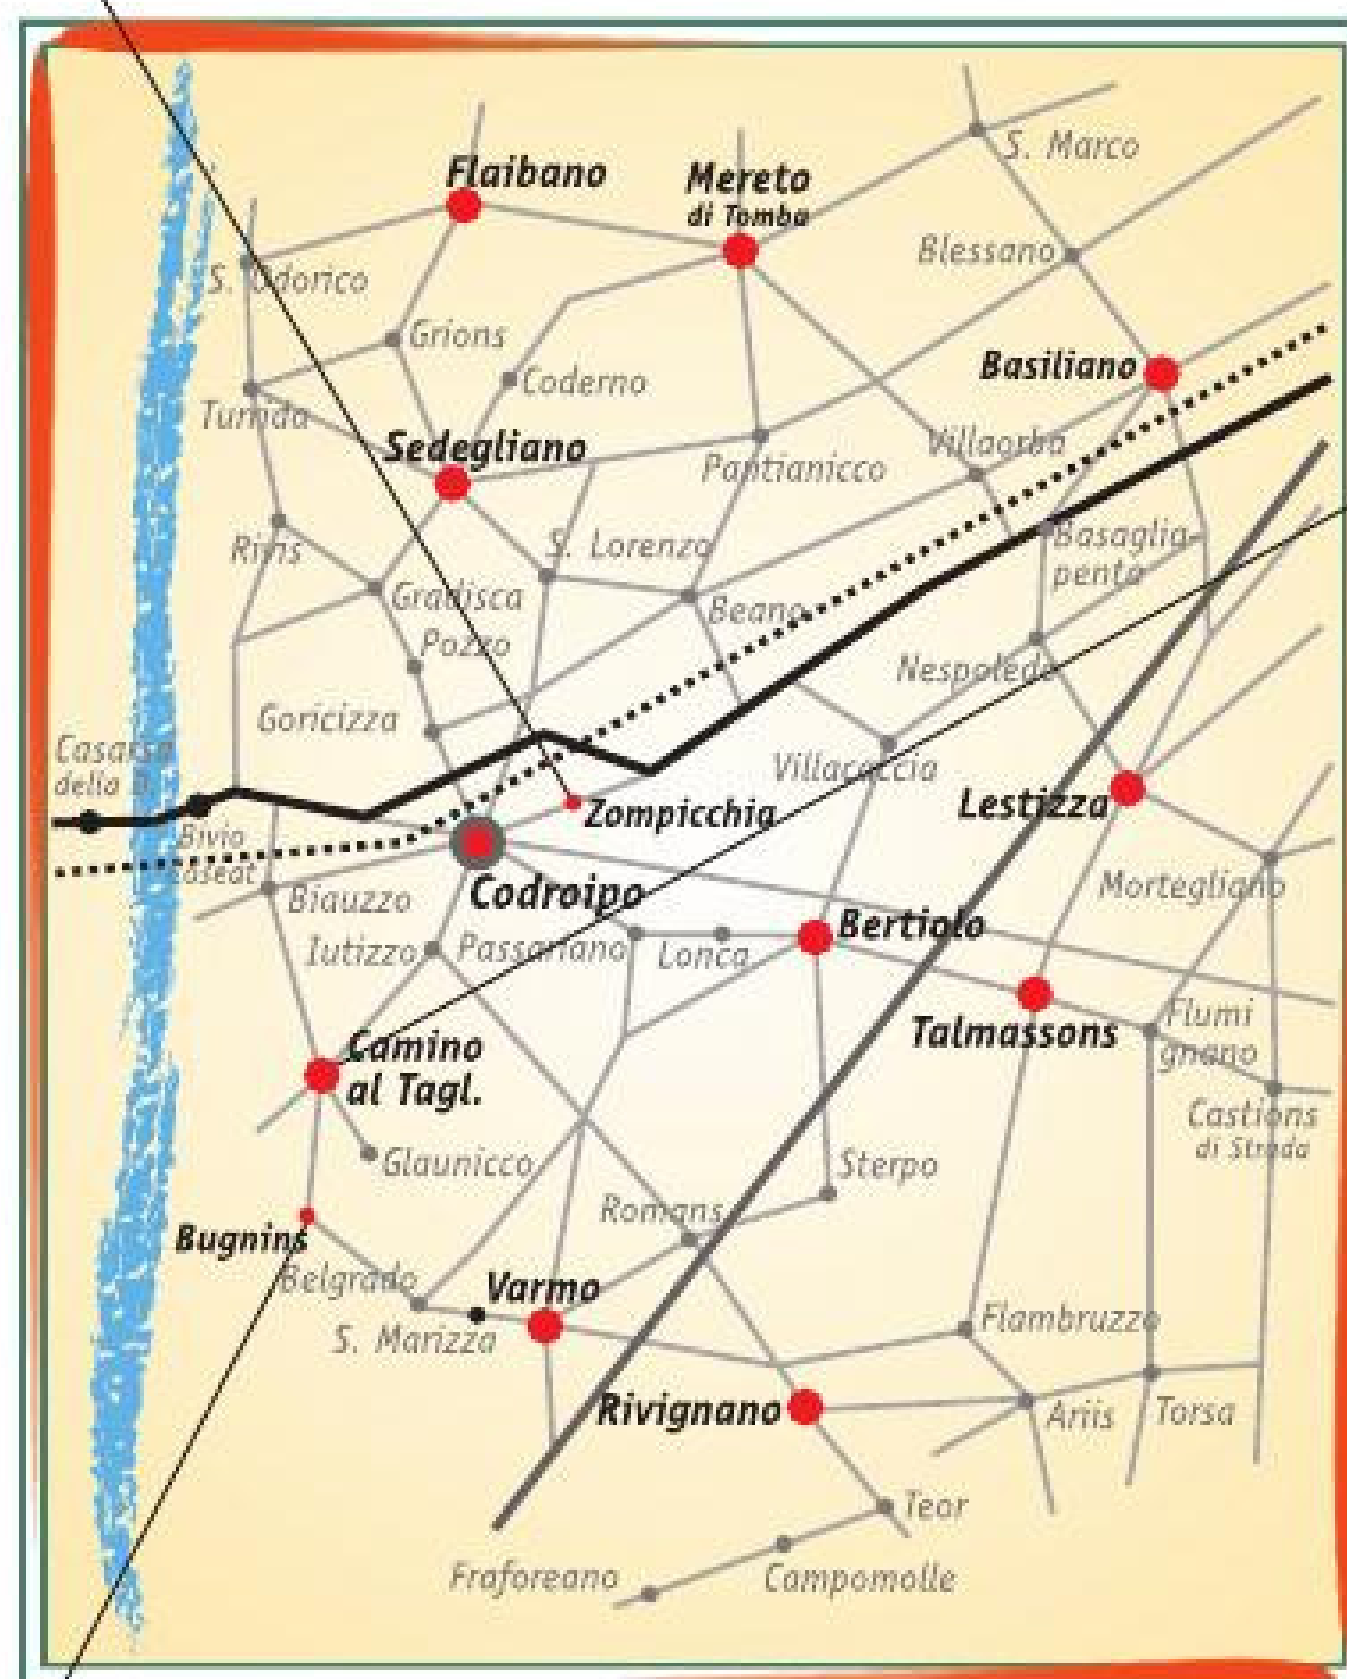 Flaibano
Mereto
di Tomba
S. Marco
Blessano
S. Odorico
Grions
Coderno
Basiliano
Turrida
Sedegliano
Pantianicco
Villaorba
Rivis
S. Lorenzo
Basaglia-
penta
Gradisca
Beano
Pozzo
Nespoledo
Goricizza
Casarsa
della D.
Villacaccia
Zompicchia
Lestizza
Bivio
Coseat
Biauzzo
Codroipo
Mortegliano
Iutizzo
Passariano
Lonca
Bertiolo
Talmassons
Flumi
gnano
Camino
al Tagl.
Castions
di Strada
Glaunicco
Sterpo
Romans
Bugnins
Belgrado
Varmo
S. Marizza
Flambruzzo
Rivignano
Ariis
Torsa
Teor
Fraforeano
Campomolle